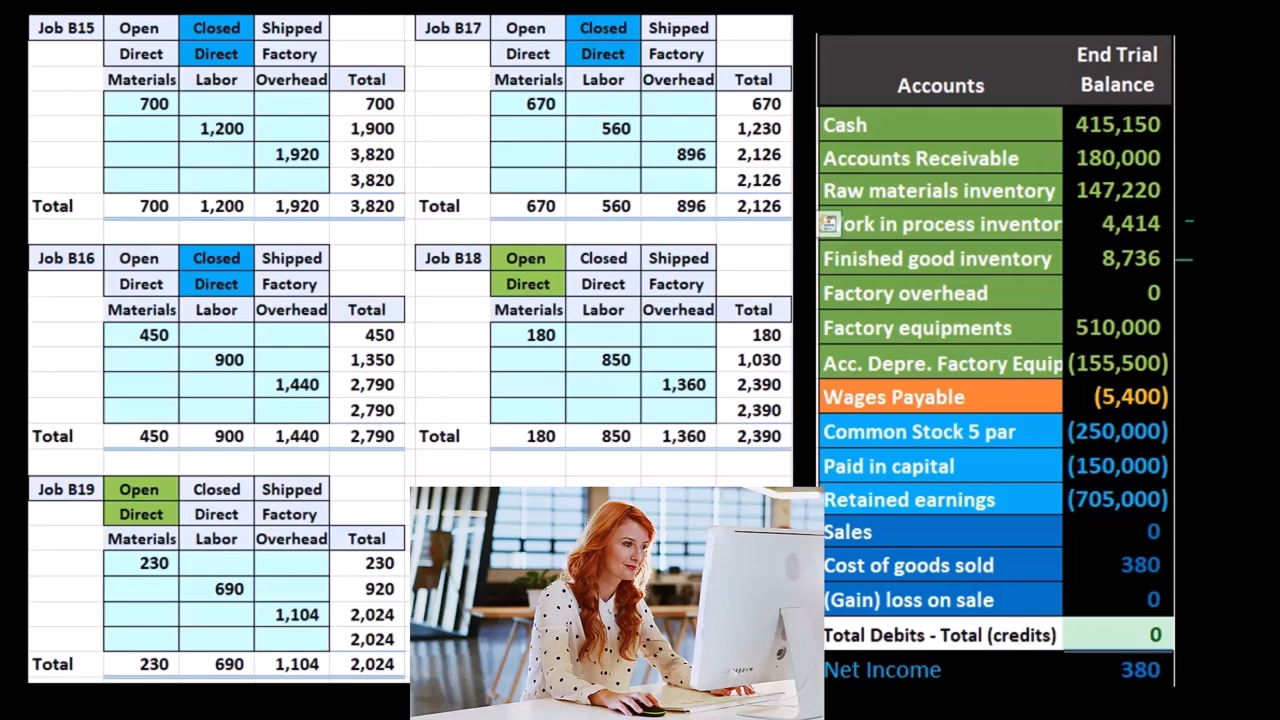 Job B15 Open Closed Shipped
Direct Direct Factory
Materials Labor Overhead Total
700 700
1,200 1,900
1,920 3,820
3,820
Total 700 1,200 1,920 3,820
Job B17 Open Closed Shipped
Direct Direct Factory
Materials Labor Overhead Total
670 670
560 1,230
896 2,126
2,126
Total 670 560 896 2,126
Job B16 Open Closed Shipped
Direct Direct Factory
Materials Labor Overhead Total
450 450
900 1,350
1,440 2,790
2,790
Total 450 900 1,440 2,790
Job B18 Open Closed Shipped
Direct Direct Factory
Materials Labor Overhead Total
180 180
850 1,030
1,360 2,390
2,390
Total 180 850 1,360 2,390
Job B19 Open Closed Shipped
Direct Direct Factory
Materials Labor Overhead Total
230 230
690 920
1,104 2,024
2,024
Total 230 690 1,104 2,024
End Trial
Accounts Balance
Cash 415,150
Accounts Receivable 180,000
Raw materials inventory 147,220
ork in process inventor 4,414
Finished good inventory 8,736
Factory overhead 0
Factory equipments 510,000
Acc. Depre. Factory Equip (155,500)
Wages Payable (5,400)
Common Stock 5 par (250,000)
Paid in capital (150,000)
Retained earnings (705,000)
Sales 0
Cost of goods sold 380
(Gain) loss on sale 0
Total Debits - Total (credits) 0
Net Income 380